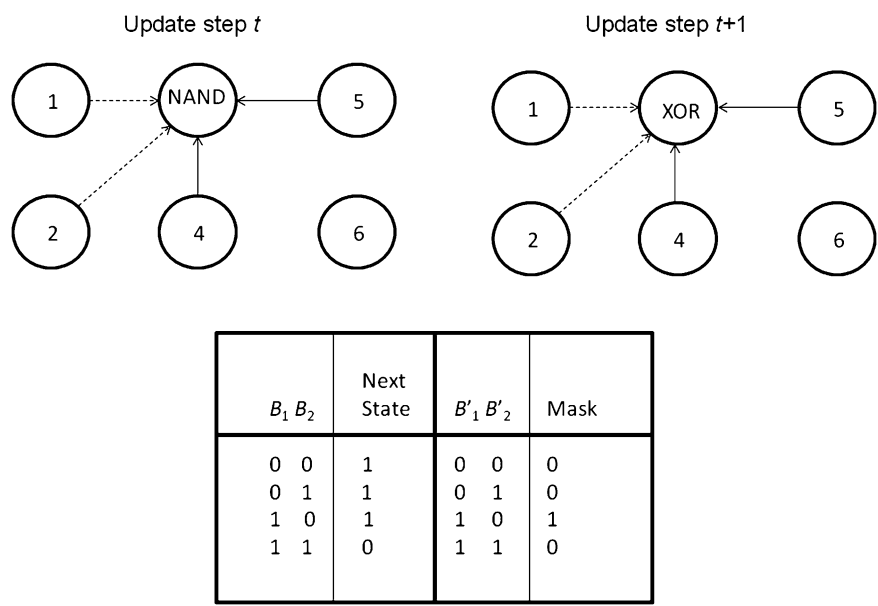 Update step t
Update step t+1
1 NAND 5
2 4 6
1 XOR 5
2 4 6
B1 B2 Next State B'1 B'2 Mask
0 0 1 0 0 0
0 1 1 0 1 0
1 0 1 1 0 1
1 1 0 1 1 0